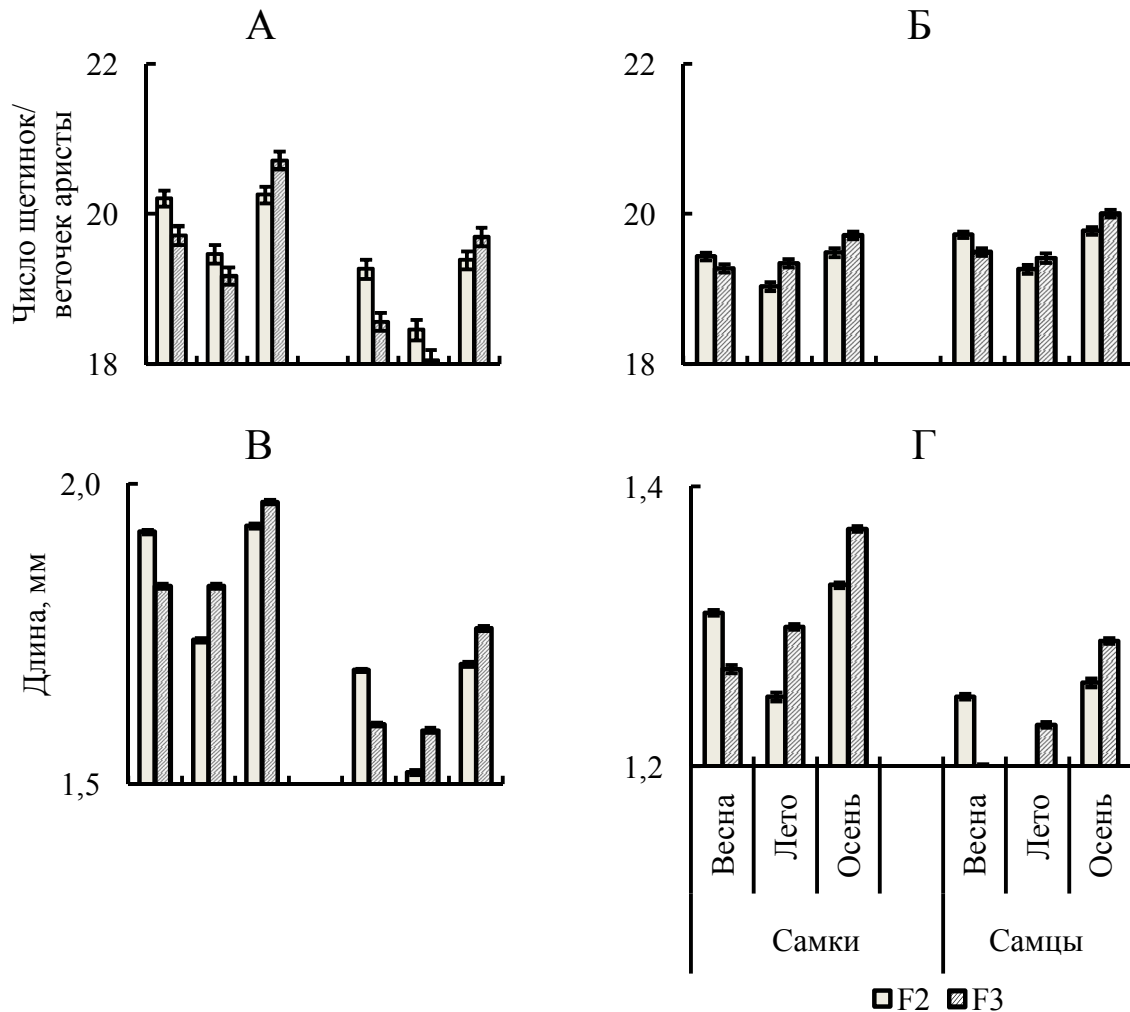 А
Б
22
20
18
Число щетинок/
веточек аристы
22
20
18
В
Г
2,0
1,5
Длина, мм
1,4
1,2
Весна
Лето
Осень
Весна
Лето
Осень
Самки
Самцы
F2
F3